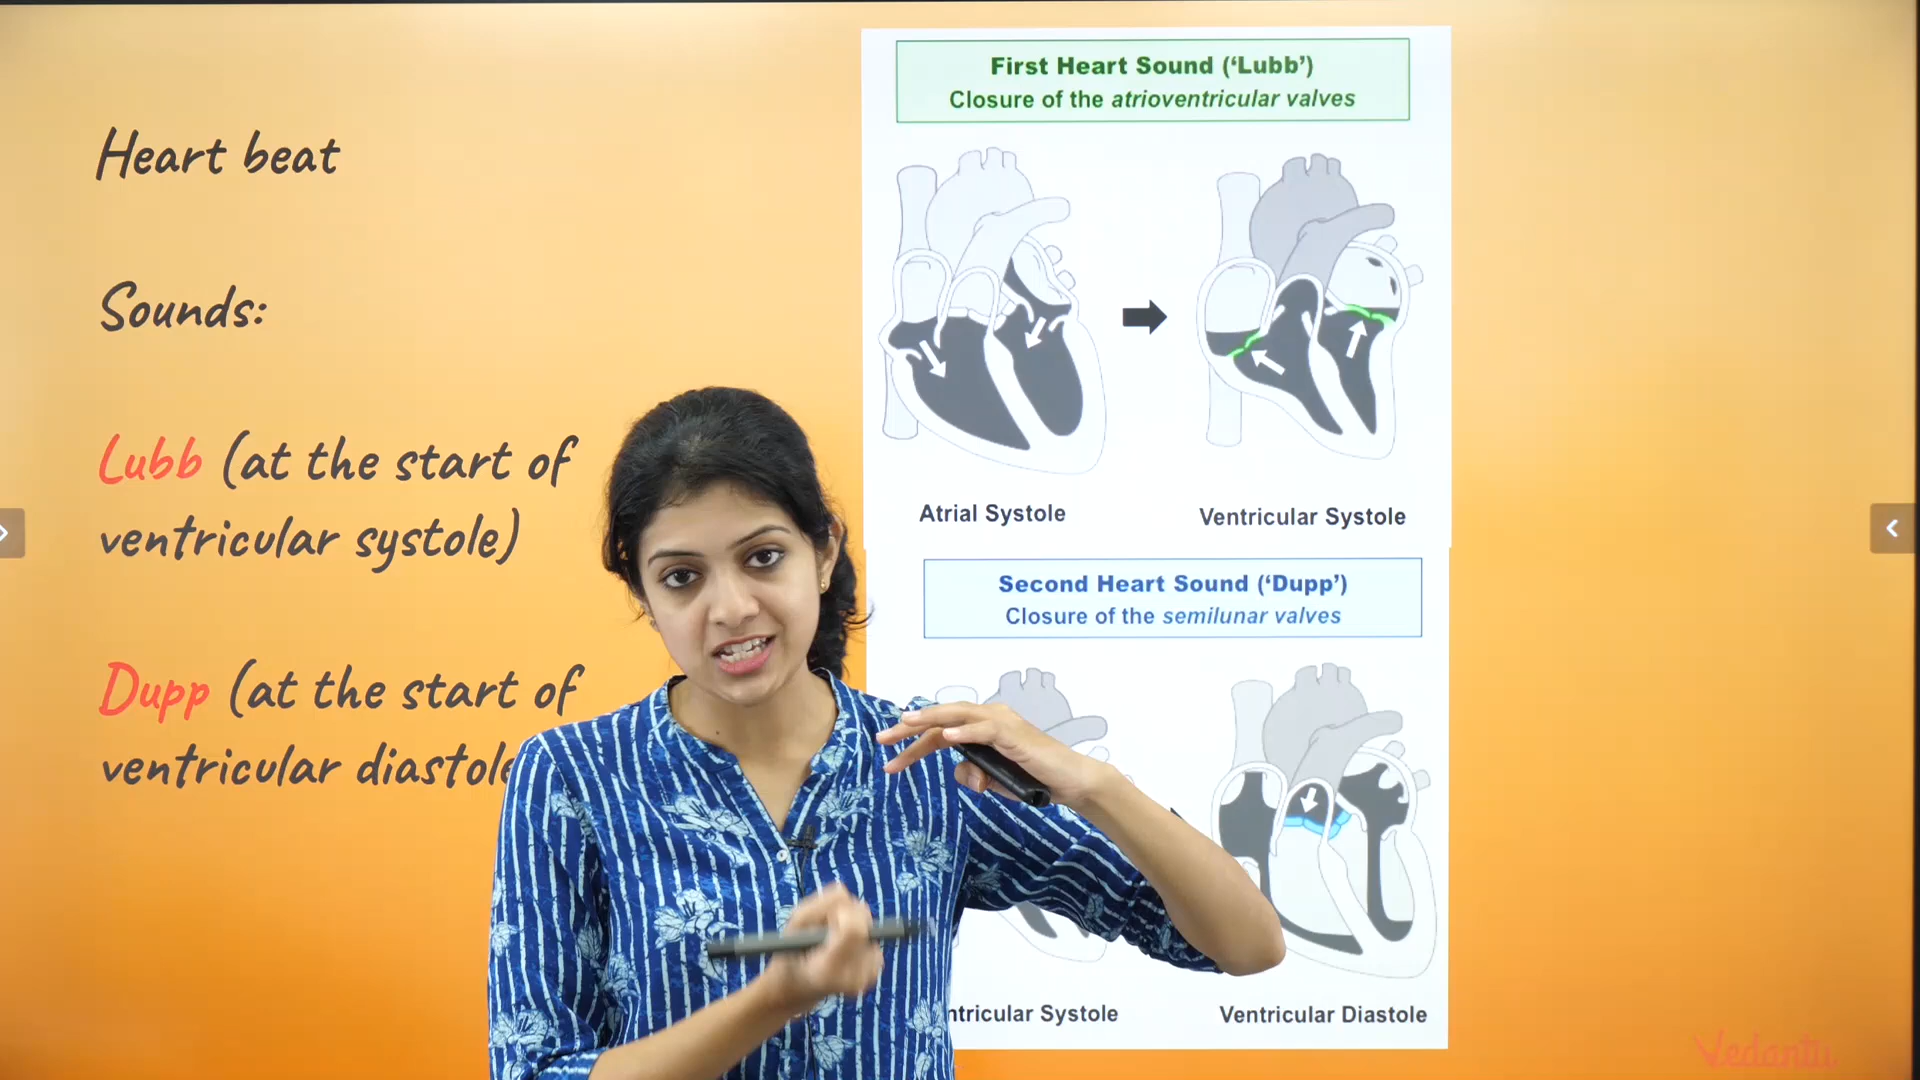 Heart beat
Sounds:
Lubb (at the start of
ventricular systole)
Dupp (at the start of
ventricular diastole
First Heart Sound (‘Lubb’)
Closure of the atrioventricular valves
Atrial Systole
Ventricular Systole
Second Heart Sound (‘Dupp’)
Closure of the semilunar valves
ntricular Systole
Ventricular Diastole
Vedantu